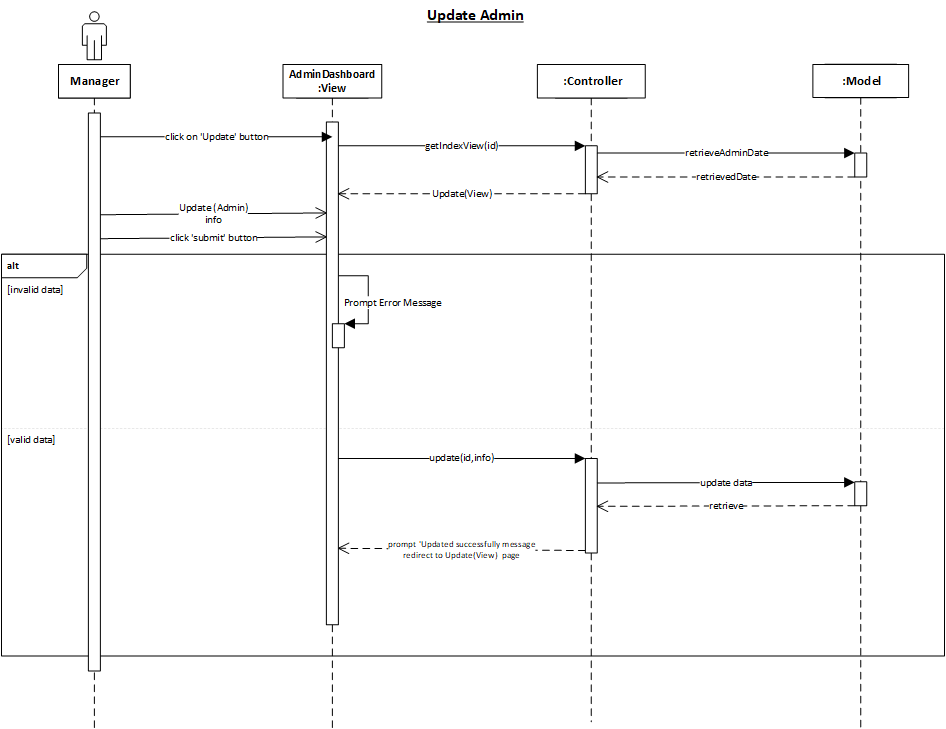 Update Admin
Manager
AdminDashboard
:View
:Controller
:Model
click on 'Update' button
getIndexView(id)
retrieveAdminDate
retrievedDate
Update(View)
Update (Admin)
info
click 'submit' button
alt
[invalid data]
Prompt Error Message
[valid data]
update(id,info)
update data
retrieve
prompt 'Updated successfully message
redirect to Update(View) page